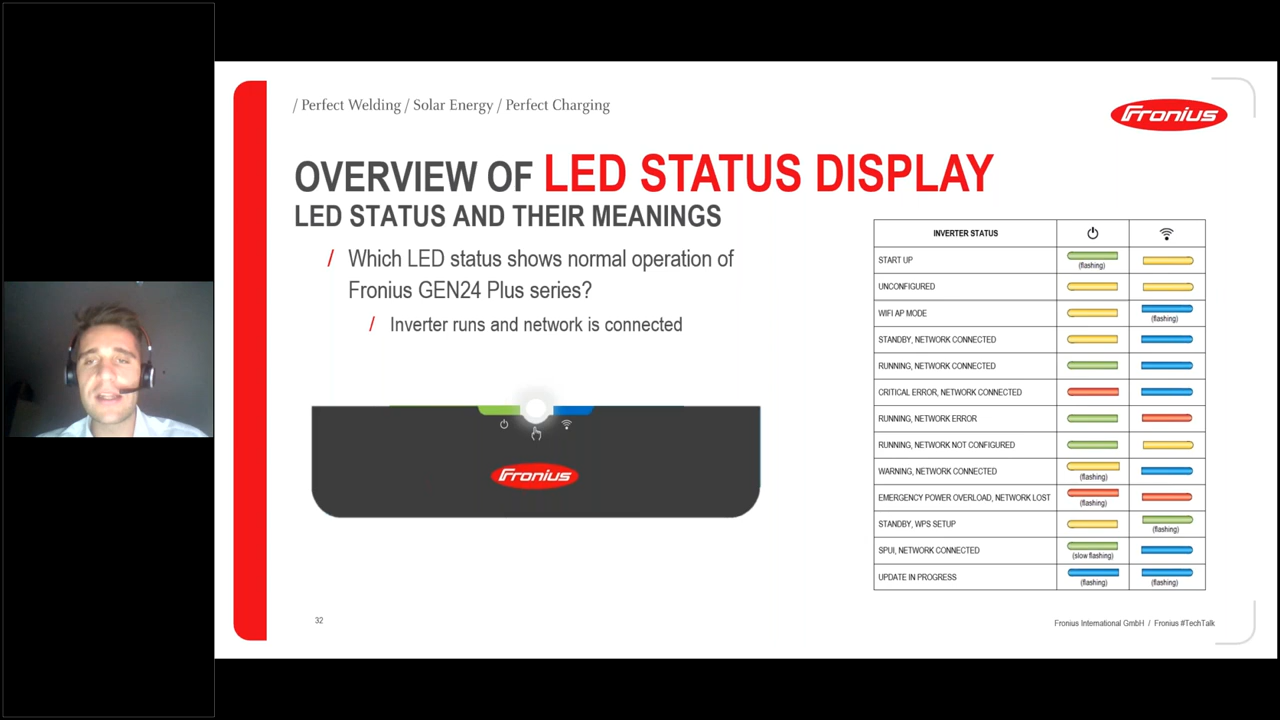 / Perfect Welding / Solar Energy / Perfect Charging
Fronius
OVERVIEW OF LED STATUS DISPLAY
LED STATUS AND THEIR MEANINGS
/ Which LED status shows normal operation of
Fronius GEN24 Plus series?
/ Inverter runs and network is connected
Fronius
INVERTER STATUS
START UP
(flashing)
UNCONFIGURED
WIFI AP MODE
(flashing)
STANDBY, NETWORK CONNECTED
RUNNING, NETWORK CONNECTED
CRITICAL ERROR, NETWORK CONNECTED
RUNNING, NETWORK ERROR
RUNNING, NETWORK NOT CONFIGURED
WARNING, NETWORK CONNECTED
(flashing)
EMERGENCY POWER OVERLOAD, NETWORK LOST
(flashing)
STANDBY, WPS SETUP
(flashing)
SPUI, NETWORK CONNECTED
(slow flashing)
UPDATE IN PROGRESS
(flashing) (flashing)
32
Fronius International GmbH / Fronius #TechTalk